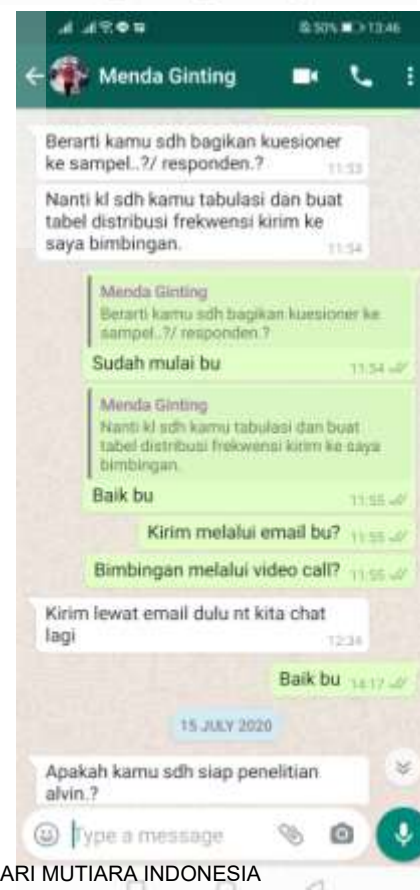 50% 13:46
Menda Ginting
Berarti kamu sdh bagikan kuesioner
ke sampel..?/ responden.?
11:53
Nanti kl sdh kamu tabulasi dan buat
tabel distribusi frekwensi kirim ke
saya bimbingan.
11:54
Menda Ginting
Berarti kamu sdh bagikan kuesioner ke
sampel..?/ responden.?
Sudah mulai bu
11:54
Menda Ginting
Nanti kl sdh kamu tabulasi dan buat
tabel distribusi frekwensi kirim ke saya
bimbingan.
Baik bu
11:55
Kirim melalui email bu? 11:55
Bimbingan melalui video call? 11:55
Kirim lewat email dulu nt kita chat
lagi
12:34
Baik bu 14:17
15 JULY 2020
Apakah kamu sdh siap penelitian
alvin.?
Type a message
ARI MUTIARA INDONESIA